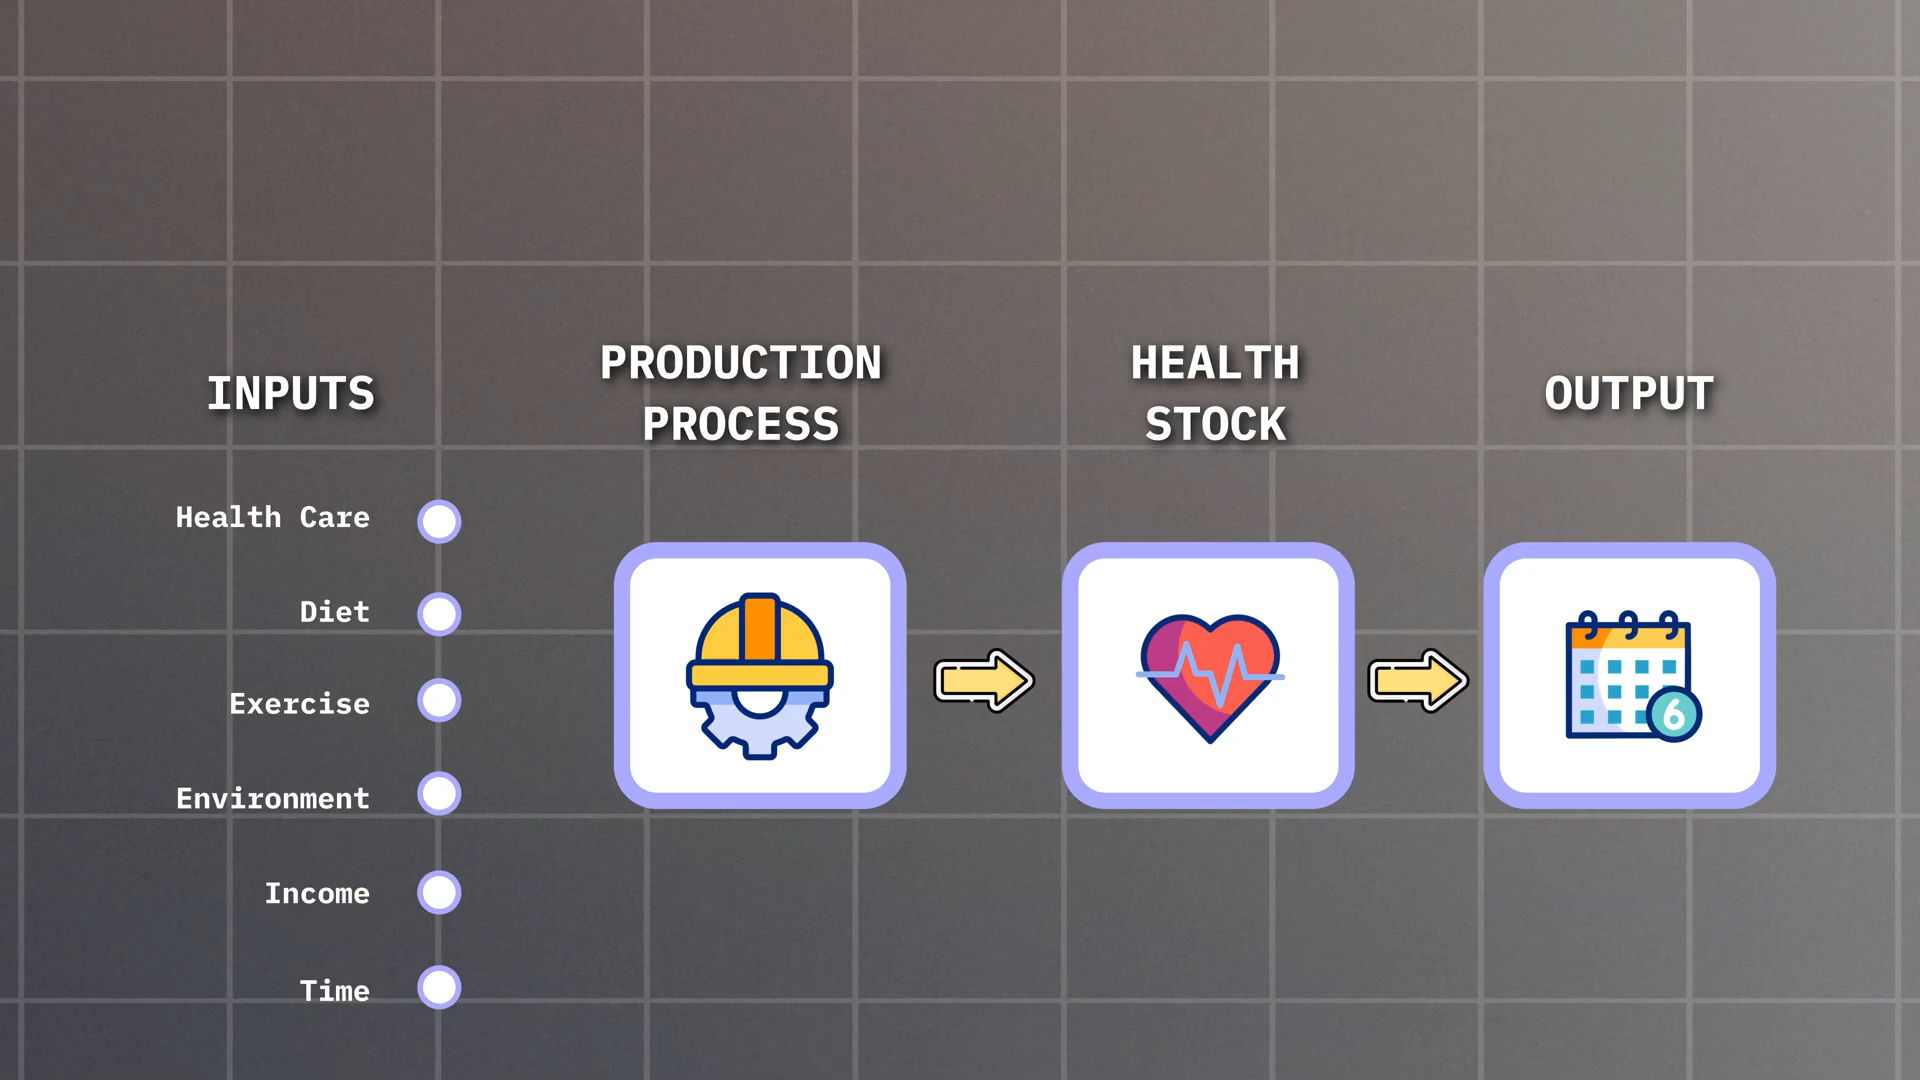 INPUTS
PRODUCTION
PROCESS
HEALTH
STOCK
OUTPUT
Health Care
Diet
Exercise
Environment
Income
Time
6